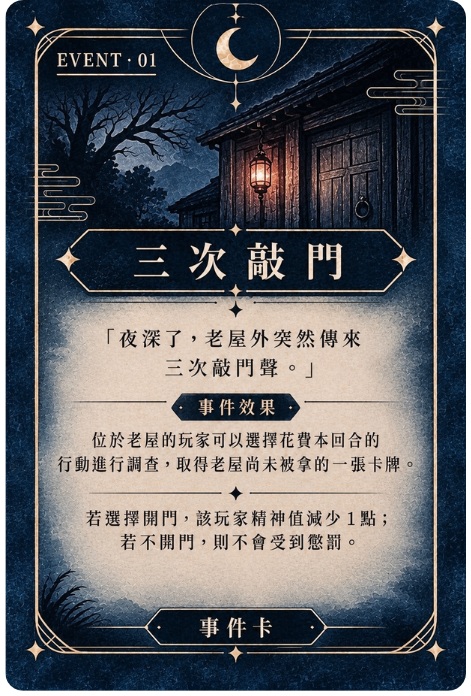 EVENT · 01
三次敲門
「夜深了，老屋外突然傳來
三次敲門聲。」
事件效果
位於老屋的玩家可以選擇花費本回合的
行動進行調查，取得老屋尚未被拿的一張卡牌。
若選擇開門，該玩家精神值減少 1 點；
若不開門，則不會受到懲罰。
事件卡